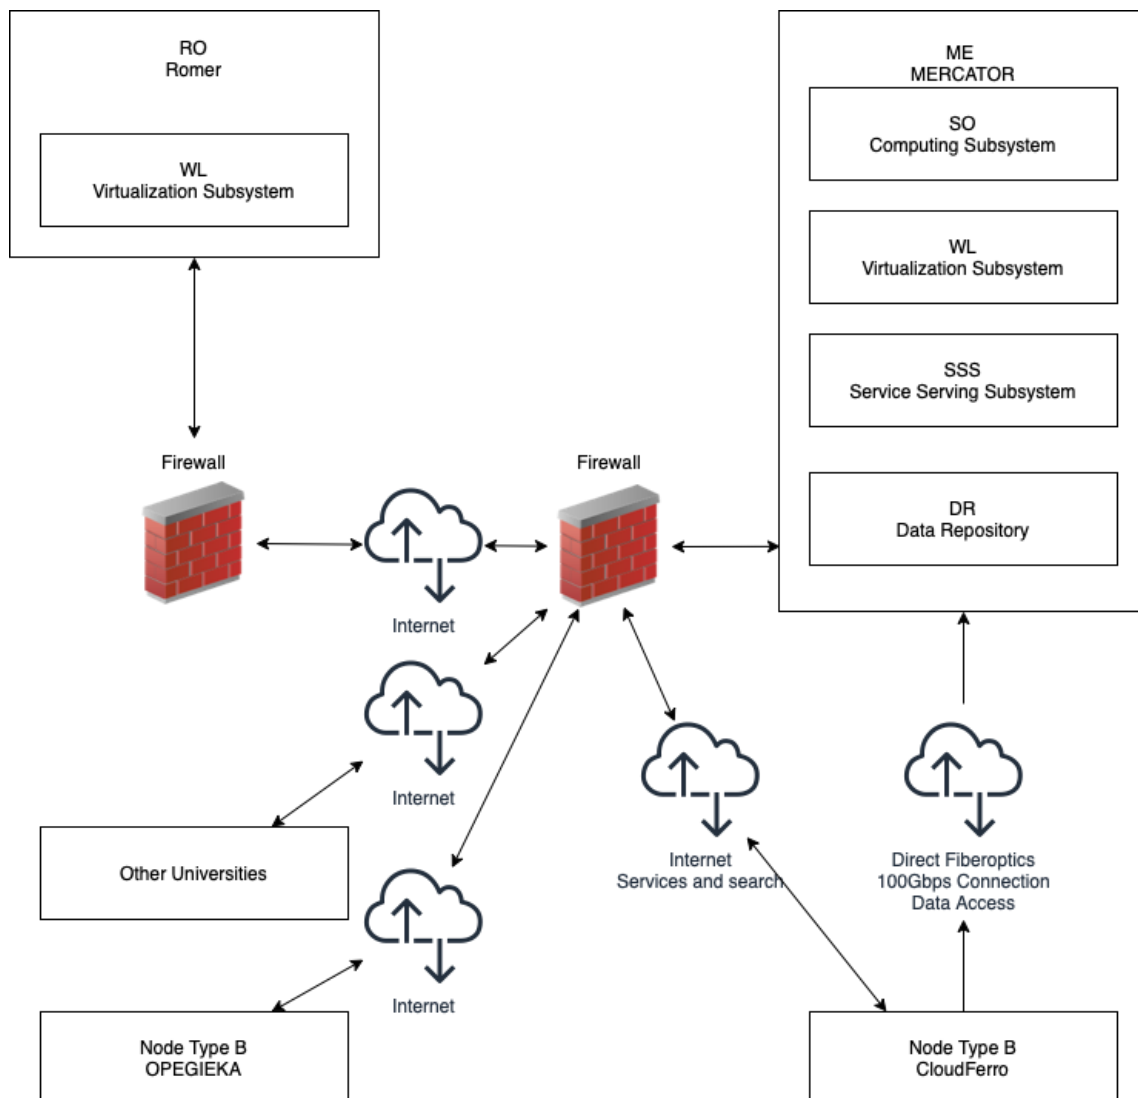 RO
Romer
WL
Virtualization Subsystem
ME
MERCATOR
SO
Computing Subsystem
WL
Virtualization Subsystem
SSS
Service Serving Subsystem
DR
Data Repository
Firewall
Firewall
Internet
Internet
Other Universities
Internet
Services and search
Direct Fiberoptics
100Gbps Connection
Data Access
Internet
Node Type B
OPEGIEKA
Node Type B
CloudFerro